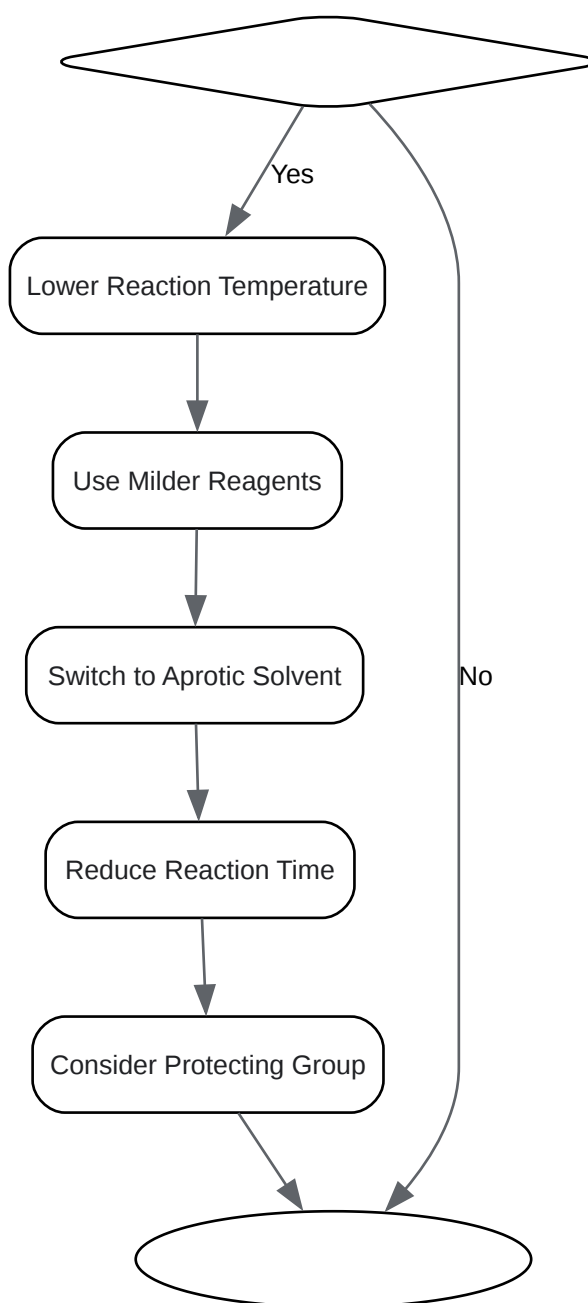 Yes
Lower Reaction Temperature
Use Milder Reagents
Switch to Aprotic Solvent
No
Reduce Reaction Time
Consider Protecting Group